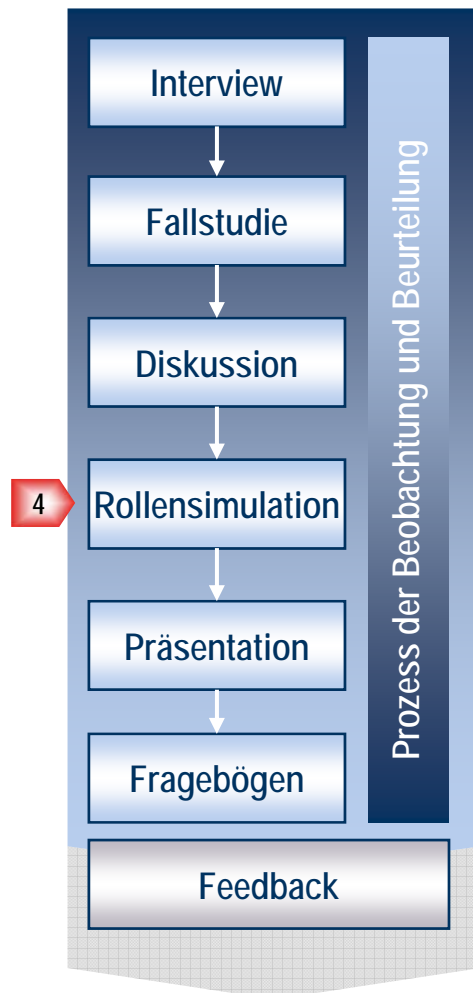 Interview
Fallstudie
Diskussion
4
Rollensimulation
Präsentation
Fragebögen
Prozess der Beobachtung und Beurteilung
Feedback